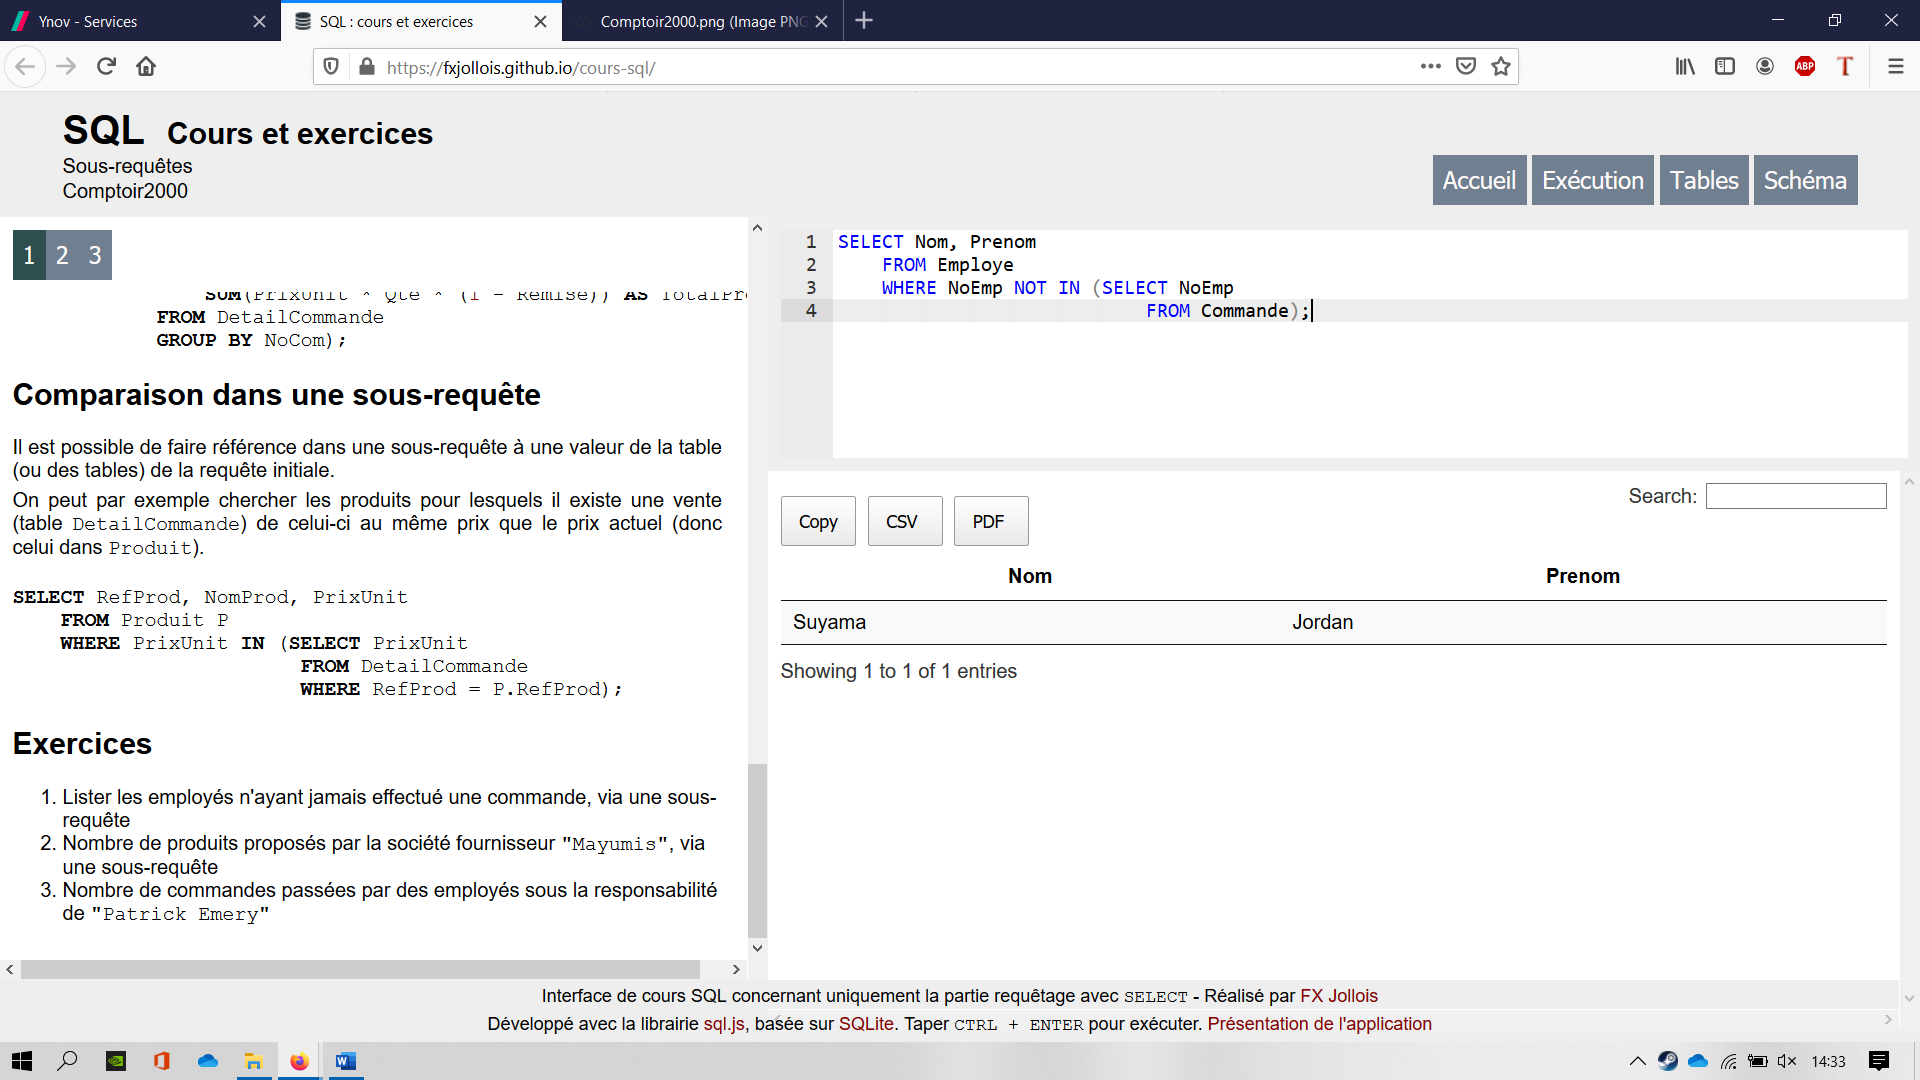 Ynov - Services
SQL : cours et exercices
Comptoir2000.png (Image PNG
https://fxjollois.github.io/cours-sql/
ABP
SQL Cours et exercices
Sous-requêtes
Comptoir2000
Accueil
Exécution
Tables
Schéma
1 2 3
SUM(PrixUnit * Qte * (1 - Remise)) AS TotalPro
FROM DetailCommande
GROUP BY NoCom);
Comparaison dans une sous-requête
Il est possible de faire référence dans une sous-requête à une valeur de la table
(ou des tables) de la requête initiale.
On peut par exemple chercher les produits pour lesquels il existe une vente
(table DetailCommande) de celui-ci au même prix que le prix actuel (donc
celui dans Produit).
SELECT RefProd, NomProd, PrixUnit
FROM Produit P
WHERE PrixUnit IN (SELECT PrixUnit
FROM DetailCommande
WHERE RefProd = P.RefProd);
Exercices
1. Lister les employés n'ayant jamais effectué une commande, via une sous-
requête
2. Nombre de produits proposés par la société fournisseur "Mayumis", via
une sous-requête
3. Nombre de commandes passées par des employés sous la responsabilité
de "Patrick Emery"
1 SELECT Nom, Prenom
2 FROM Employe
3 WHERE NoEmp NOT IN (SELECT NoEmp
4 FROM Commande);
Copy
CSV
PDF
Search:
Nom Prenom
Suyama Jordan
Showing 1 to 1 of 1 entries
Interface de cours SQL concernant uniquement la partie requêtage avec SELECT - Réalisé par FX Jollois
Développé avec la librairie sql.js, basée sur SQLite. Taper CTRL + ENTER pour exécuter. Présentation de l'application
14:33